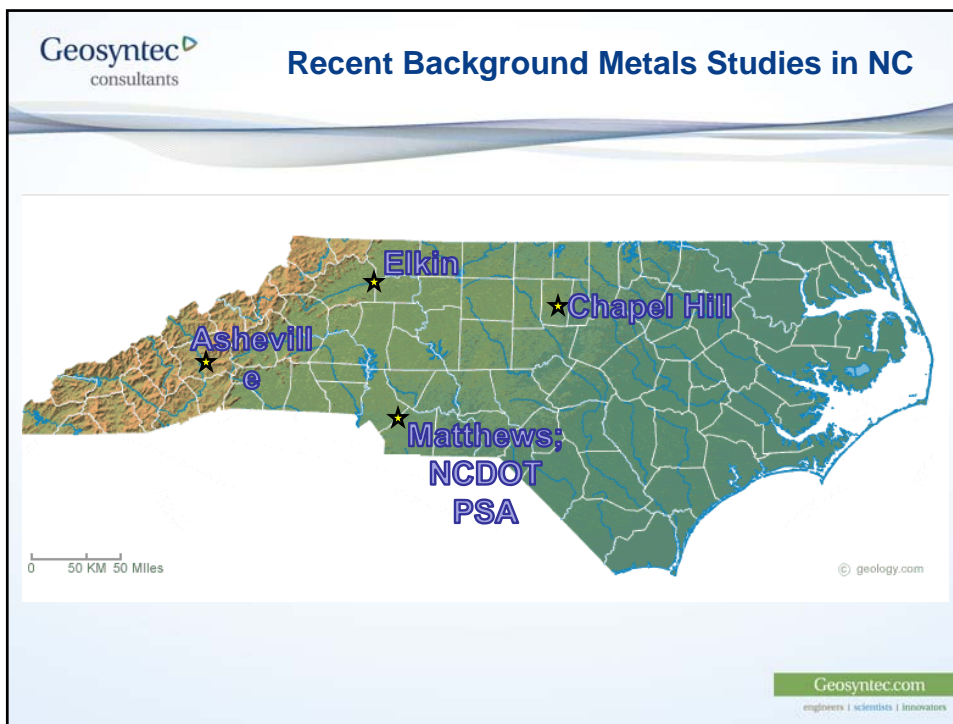 Geosyntec
consultants
Recent Background Metals Studies in NC
Elkin
Chapel Hill
Ashevill
e
Matthews;
NCDOT
PSA
0 50 KM 50 Miles
© geology.com
Geosyntec.com
engineers | scientists | innovators